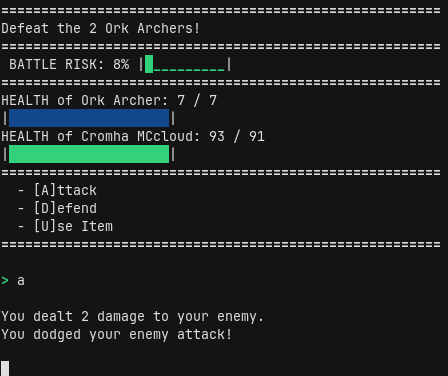 =======================================================
Defeat the 2 Ork Archers!
=======================================================
 BATTLE RISK: 8% |█_________|
=======================================================
HEALTH of Ork Archer: 7 / 7
|████████████████████|
HEALTH of Cromha MCcloud: 93 / 91
|████████████████████|
=======================================================
  - [A]ttack
  - [D]efend
  - [U]se Item
=======================================================
> a
You dealt 2 damage to your enemy.
You dodged your enemy attack!